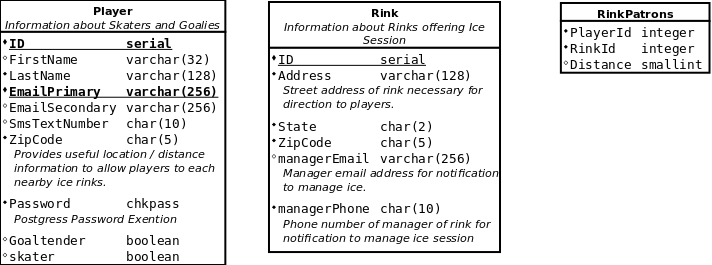 Player
Information about Skaters and Goalies
ID serial
FirstName varchar(32)
LastName varchar(128)
EmailPrimary varchar(256)
EmailSecondary varchar(256)
SmsTextNumber char(10)
ZipCode char(5)
Provides useful location / distance
information to allow players to each
nearby ice rinks.
Password chkpass
Postgress Password Exention
Goaltender boolean
skater boolean
Rink
Information about Rinks offering Ice
Session
ID serial
Address varchar(128)
Street address of rink necessary for
direction to players.
State char(2)
ZipCode char(5)
managerEmail varchar(256)
Manager email address for notification
to manage ice.
managerPhone char(10)
Phone number of manager of rink for
notification to manage ice session
RinkPatrons
PlayerId integer
RinkId integer
Distance smallint